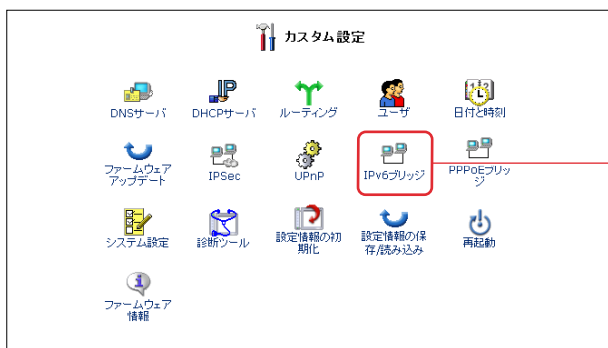 カスタム設定
DNSサーバ
DHCPサーバ
ルーティング
ユーザ
日付と時刻
ファームウェア
アップデート
IPSec
UPnP
IPv6ブリッジ
PPPoEブリッ
ジ
システム設定
診断ツール
設定情報の初
期化
設定情報の保
存/読み込み
再起動
ファームウェア
情報